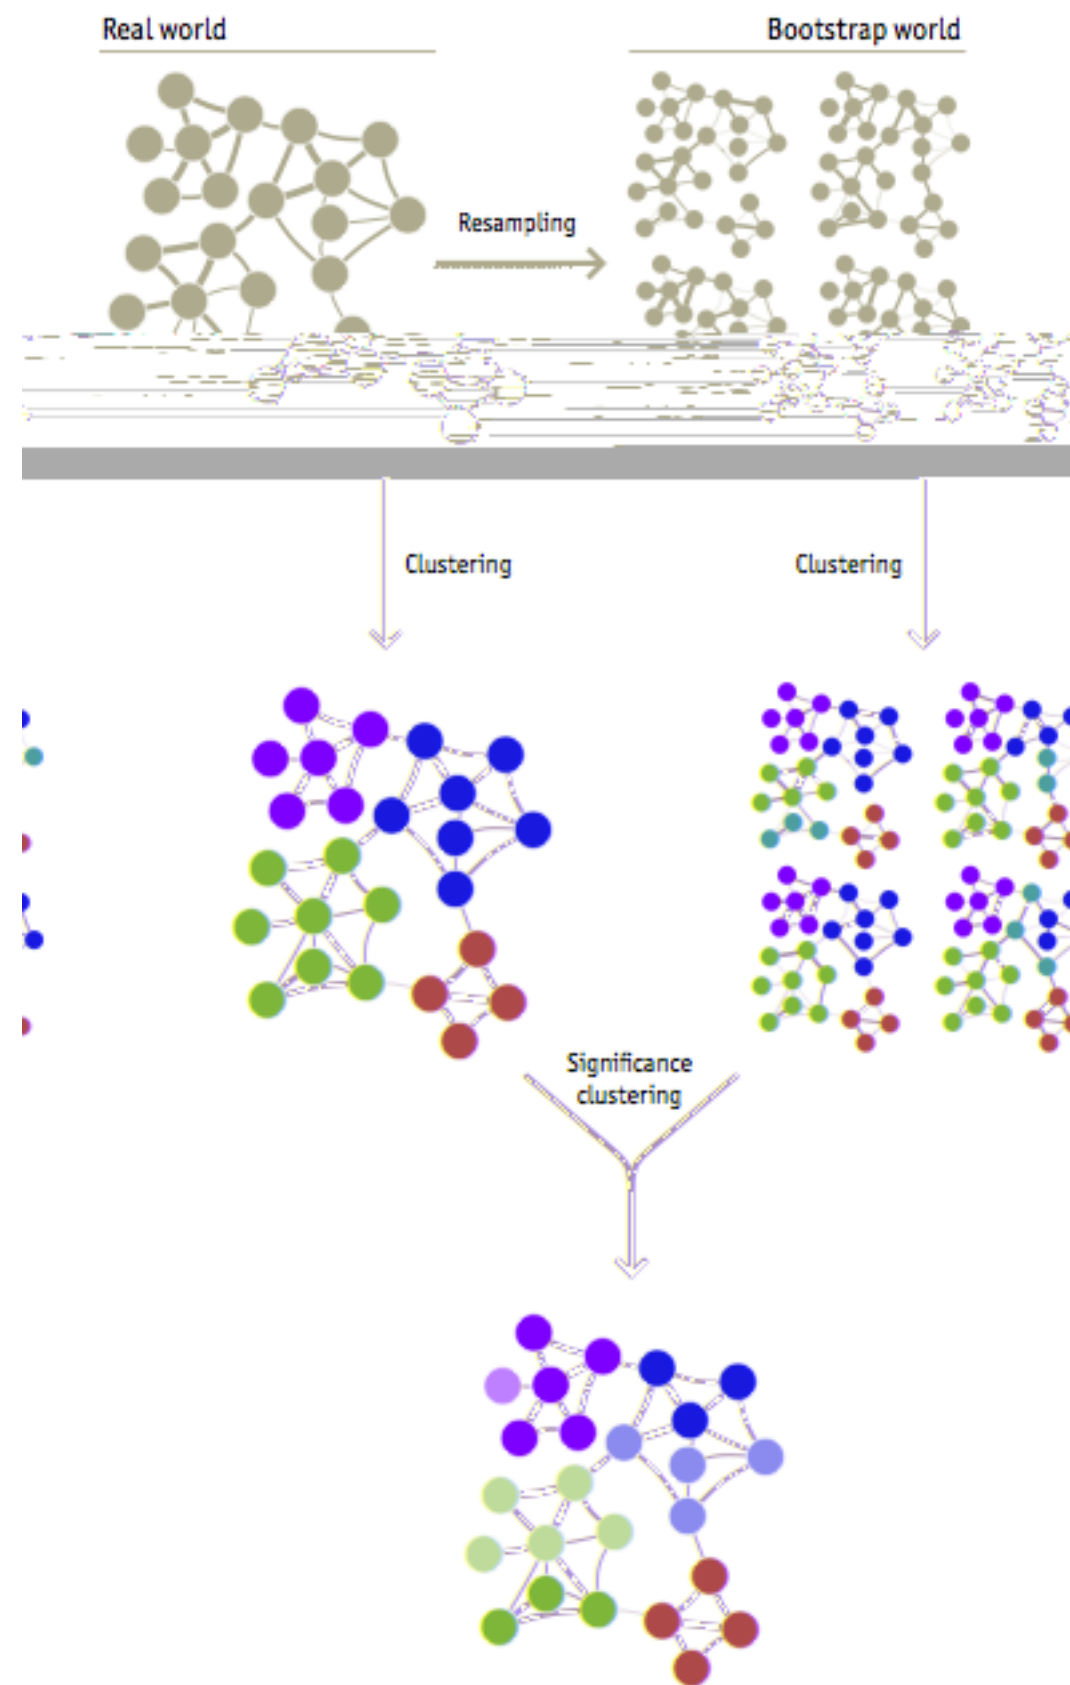 Real world
Bootstrap world
Resampling
Clustering
Clustering
Significance
clustering